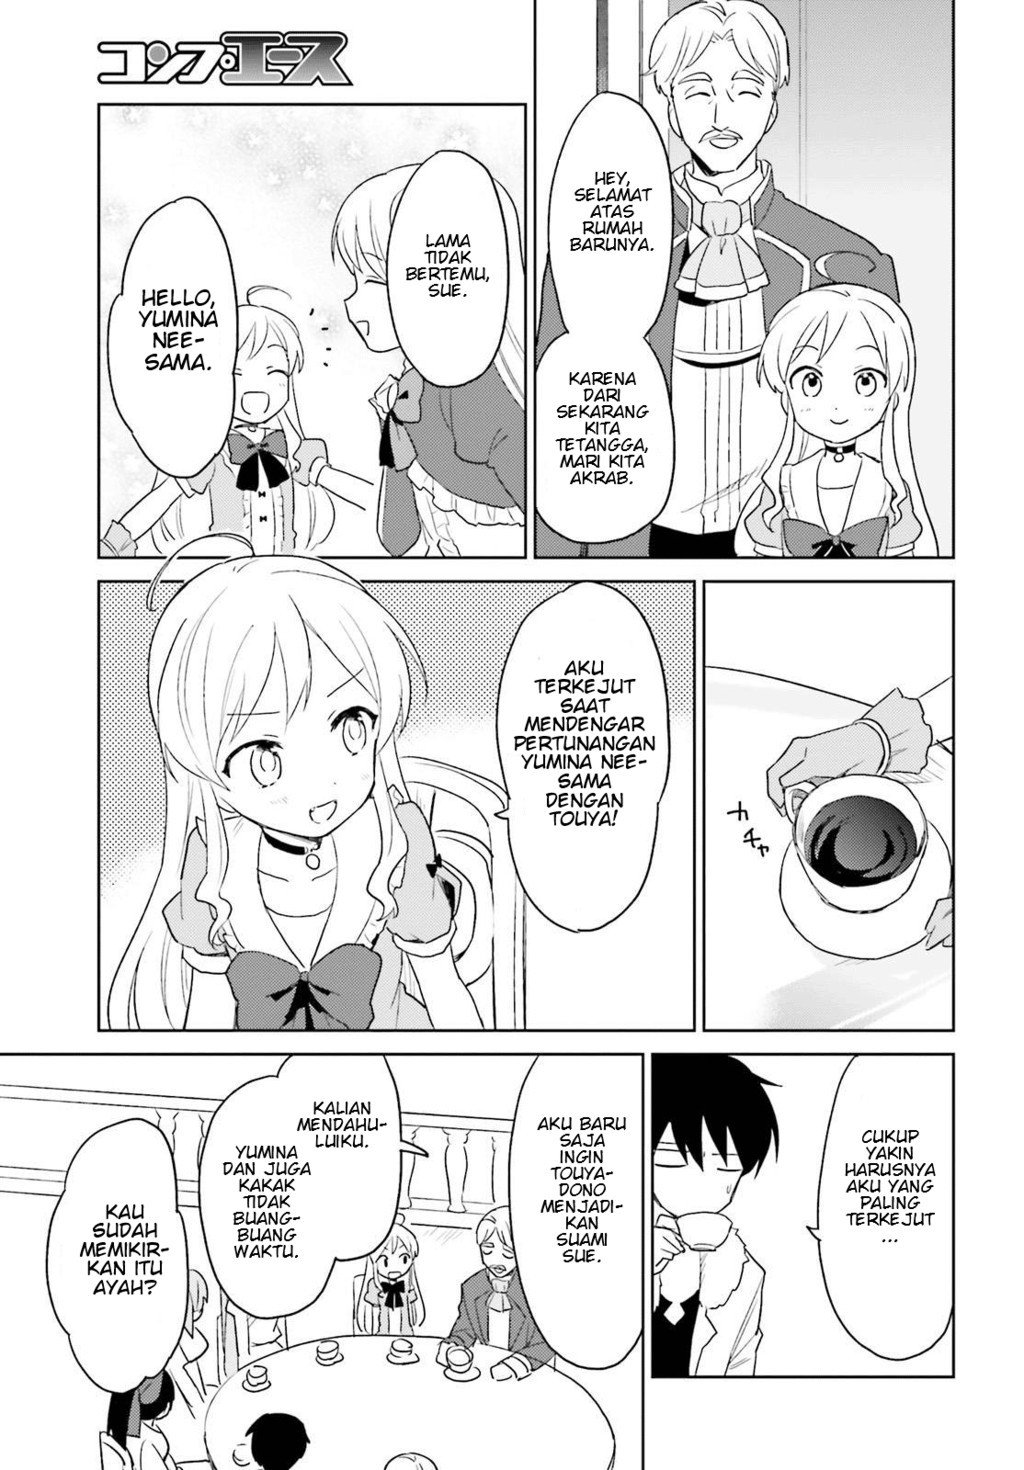 コンプエース
HEY,
SELAMAT
ATAS
RUMAH
BARUNYA.
KARENA
DARI
SEKARANG
KITA
TETANGGA,
MARI KITA
AKRAB.
LAMA
TIDAK
BERTEMU,
SUE.
HELLO,
YUMINA
NEE-
SAMA.
カチャ
AKU
TERKEJUT
SAAT
MENDENGAR
PERTUNANGAN
YUMINA NEE-
SAMA
DENGAN
TOUYA!
CUKUP
YAKIN
HARUSNYA
AKU YANG
PALING
TERKEJUT
...
AKU BARU
SAJA
INGIN
TOUYA-
DONO
MENJADI-
KAN
SUAMI
SUE.
KALIAN
MENDAHU-
LUIKU.
YUMINA
DAN JUGA
KAKAK
TIDAK
BUANG-
BUANG
WAKTU.
KAU
SUDAH
MEMIKIR-
KAN ITU
AYAH?